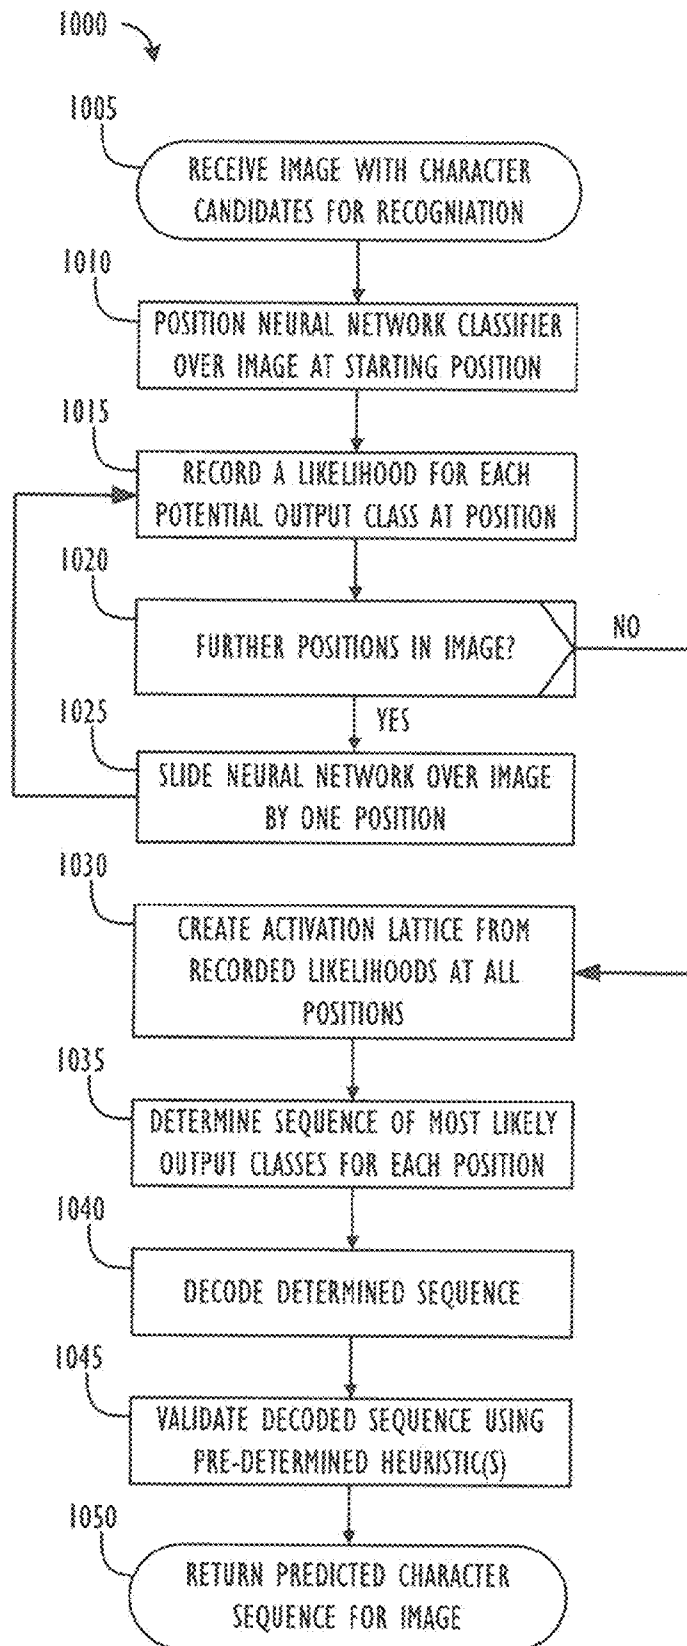 1000
1005
RECEIVE IMAGE WITH CHARACTER
CANDIDATES FOR RECOGNIATION
1010
POSITION NEURAL NETWORK CLASSIFIER
OVER IMAGE AT STARTING POSITION
1015
RECORD A LIKELIHOOD FOR EACH
POTENTIAL OUTPUT CLASS AT POSITION
1020
FURTHER POSITIONS IN IMAGE?
NO
YES
1025
SLIDE NEURAL NETWORK OVER IMAGE
BY ONE POSITION
1030
CREATE ACTIVATION LATTICE FROM
RECORDED LIKELIHOODS AT ALL
POSITIONS
1035
DETERMINE SEQUENCE OF MOST LIKELY
OUTPUT CLASSES FOR EACH POSITION
1040
DECODE DETERMINED SEQUENCE
1045
VALIDATE DECODED SEQUENCE USING
PRE-DETERMINED HEURISTIC(S)
1050
RETURN PREDICTED CHARACTER
SEQUENCE FOR IMAGE